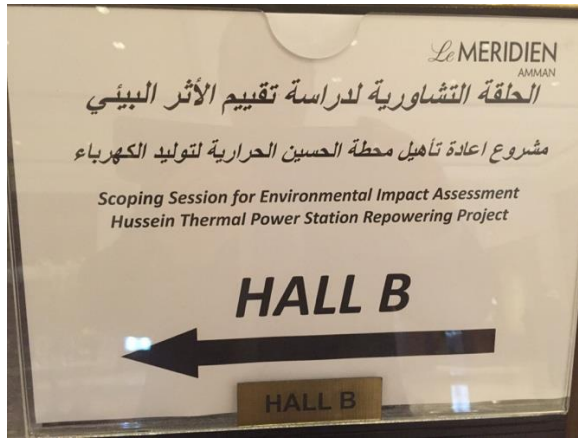 Le MERIDIEN
AMMAN
الحلقة التشاورية لدراسة تقييم الأثر البيئي
مشروع اعادة تأهيل محطة الحسين الحرارية لتوليد الكهرباء
Scoping Session for Environmental Impact Assessment
Hussein Thermal Power Station Repowering Project
HALL B
HALL B